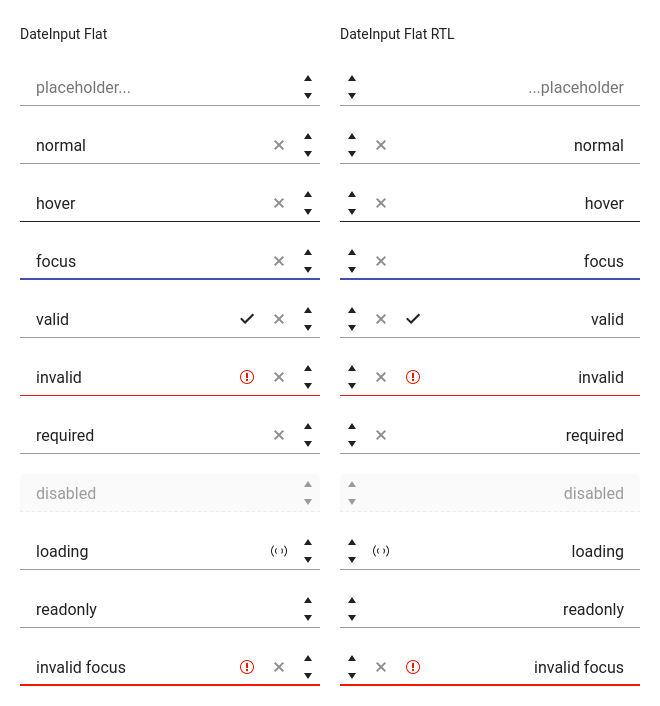 DateInput Flat
placeholder...
normal
hover
focus
valid
invalid
required
disabled
loading
readonly
invalid focus
DateInput Flat RTL
...placeholder
normal
hover
focus
valid
invalid
required
disabled
loading
readonly
invalid focus